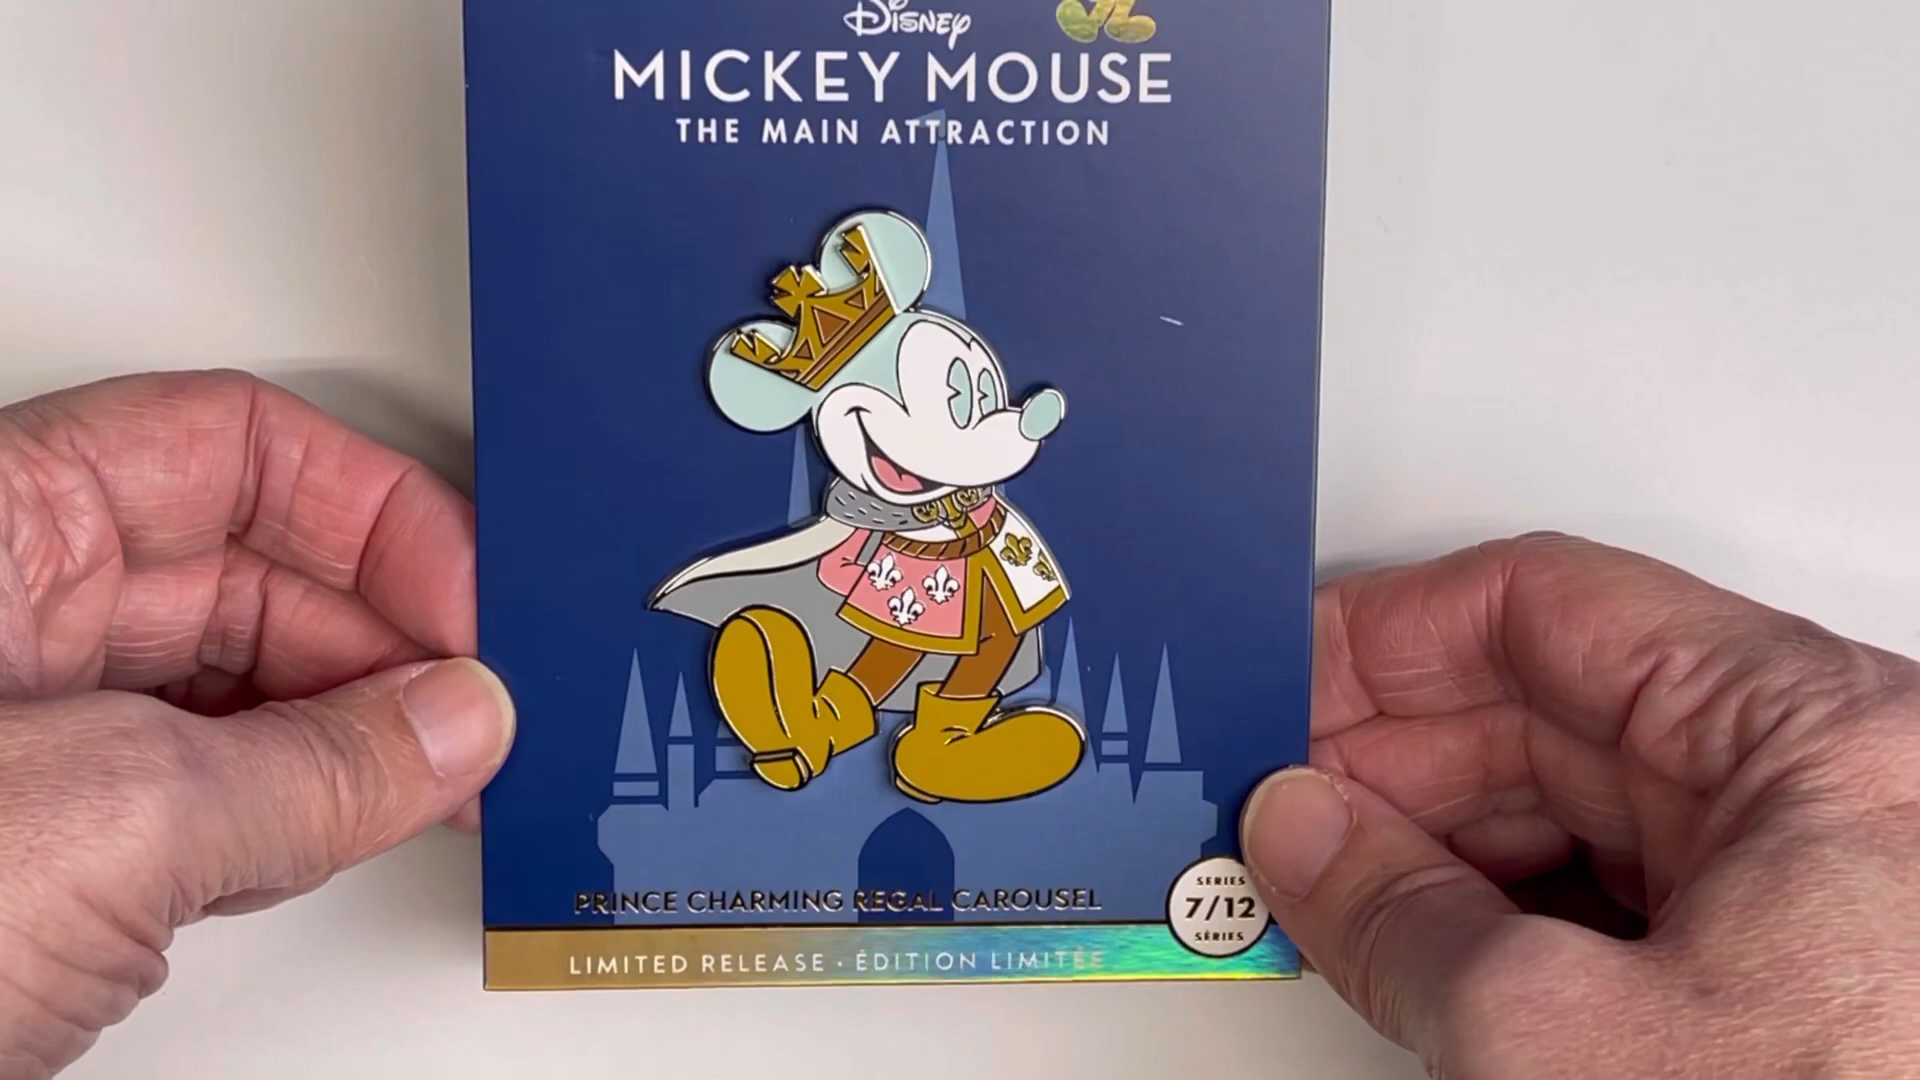 Disney
MICKEY MOUSE
THE MAIN ATTRACTION
PRINCE CHARMING REGAL CAROUSEL
SERIES
7/12
SÉRIES
LIMITED RELEASE · ÉDITION LIMITÉE